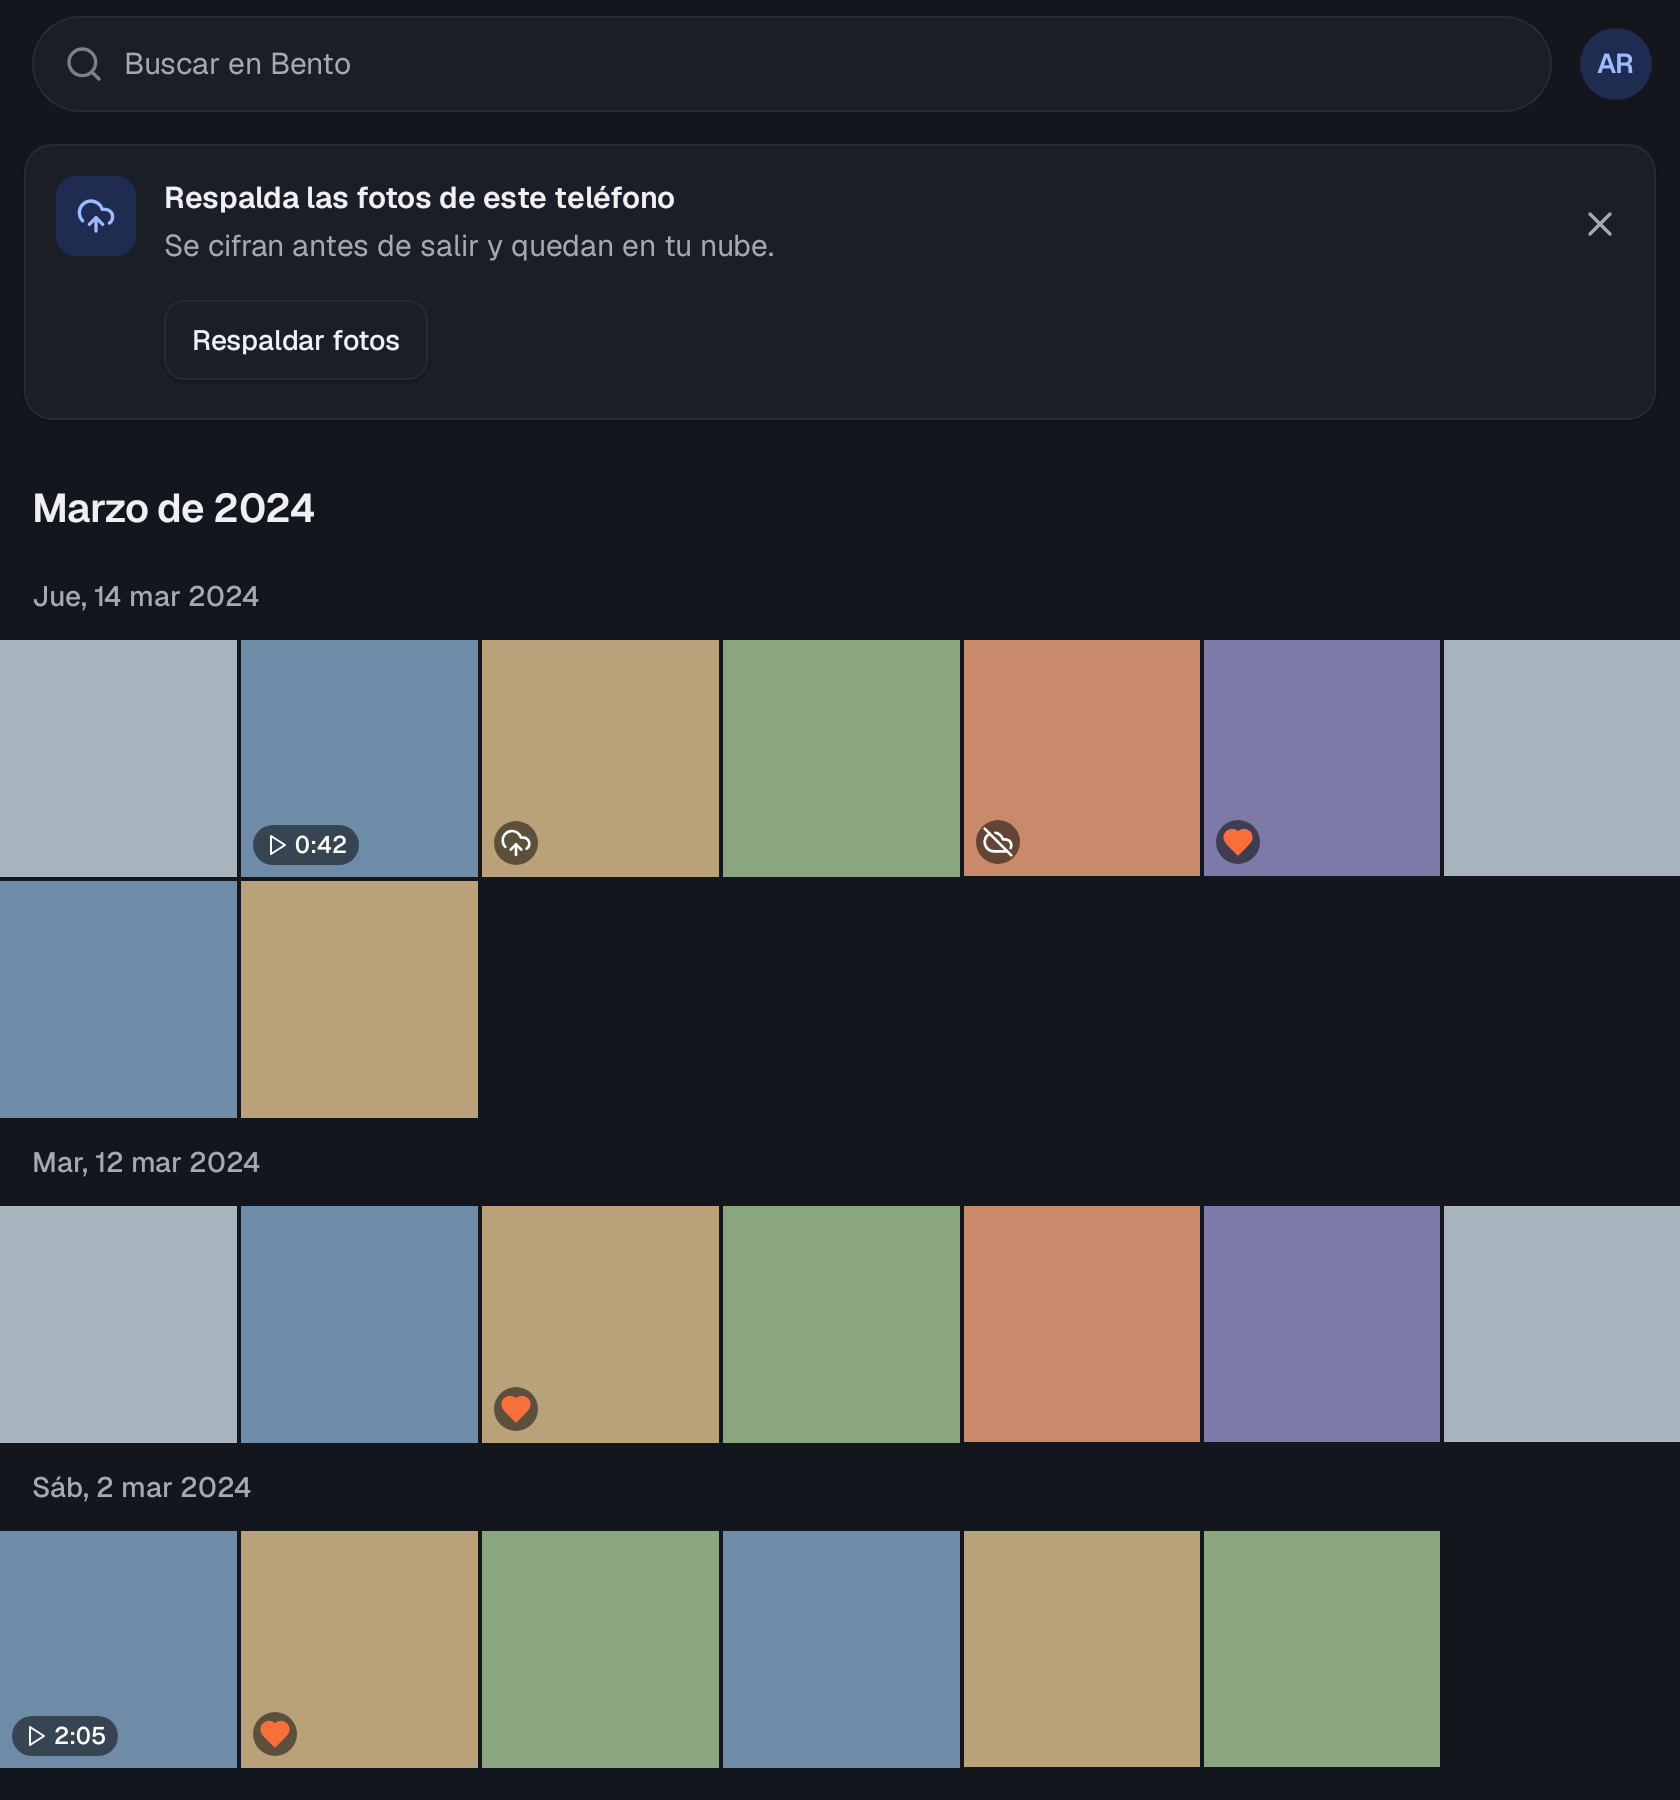 Buscar en Bento
AR
Respalda las fotos de este teléfono
Se cifran antes de salir y quedan en tu nube.
Respaldar fotos
Marzo de 2024
Jue, 14 mar 2024
0:42
Mar, 12 mar 2024
Sáb, 2 mar 2024
2:05